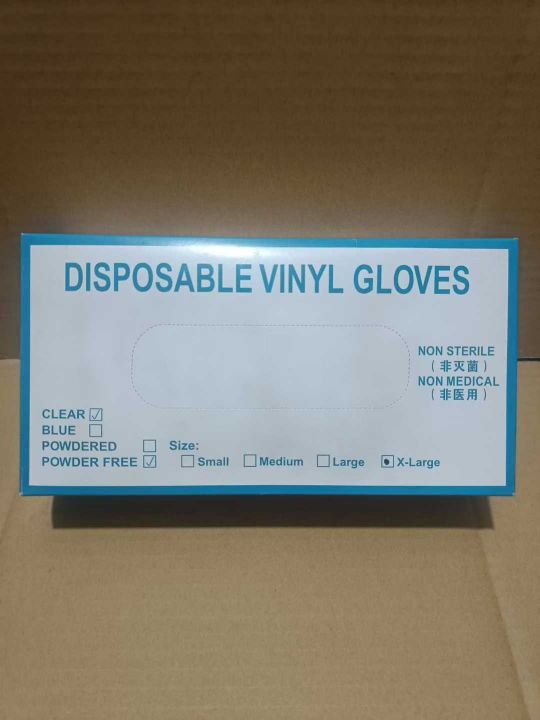 DISPOSABLE VINYL GLOVES
NON STERILE
（非灭菌）
NON MEDICAL
（非医用）
CLEAR ☑
BLUE ☐
POWDERED ☐ Size:
POWDER FREE ☑ ☐ Small ☐ Medium ☐ Large ☑ X-Large